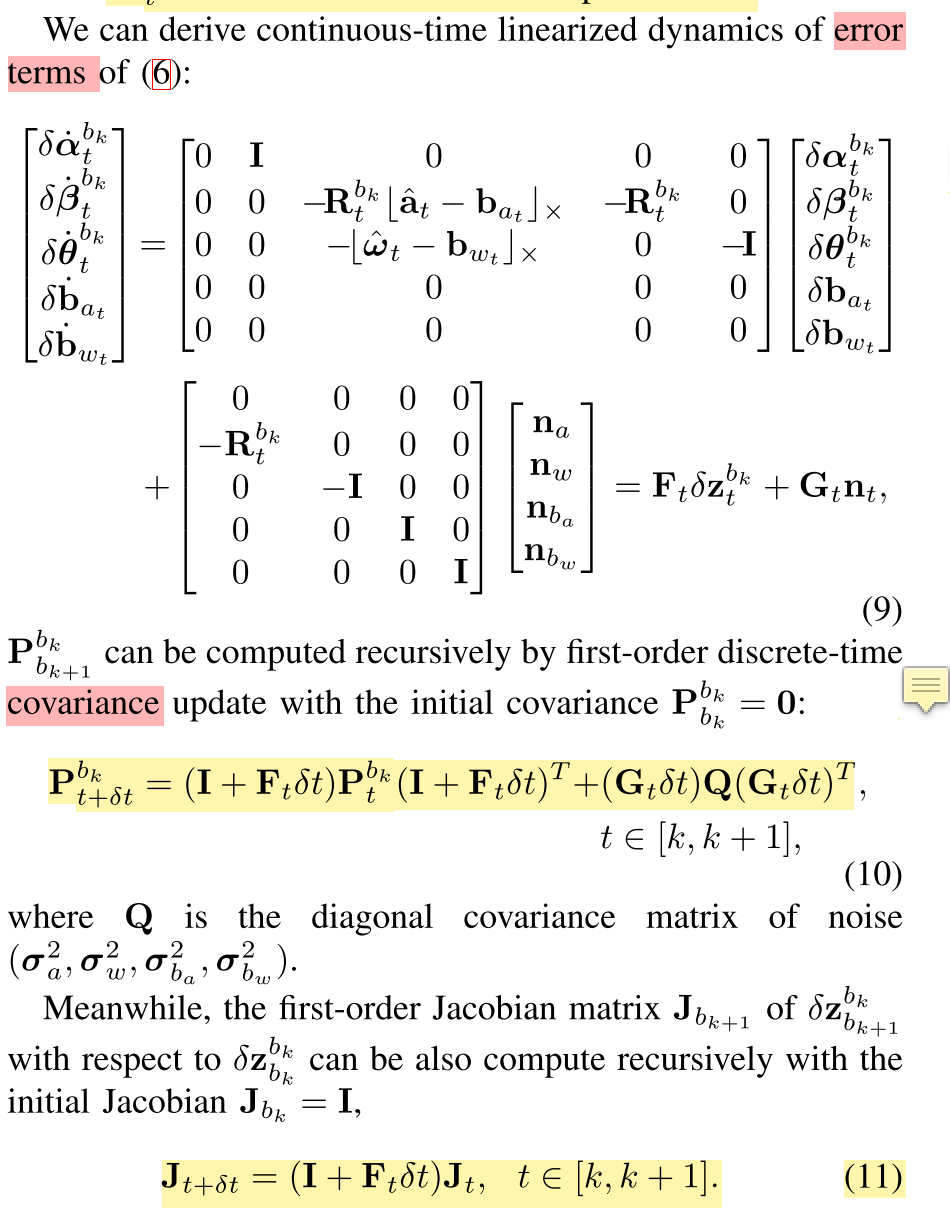 We can derive continuous-time linearized dynamics of error
terms of (6):
$$\begin{bmatrix} \delta\dot{\boldsymbol{\alpha}}_t^{b_k} \\ \delta\dot{\boldsymbol{\beta}}_t^{b_k} \\ \delta\dot{\boldsymbol{\theta}}_t^{b_k} \\ \delta\dot{\mathbf{b}}_{a_t} \\ \delta\dot{\mathbf{b}}_{w_t} \end{bmatrix} = \begin{bmatrix} 0 & \mathbf{I} & 0 & 0 & 0 \\ 0 & 0 & -\mathbf{R}_t^{b_k} \lfloor \hat{\mathbf{a}}_t - \mathbf{b}_{a_t} \rfloor_\times & -\mathbf{R}_t^{b_k} & 0 \\ 0 & 0 & -\lfloor \hat{\boldsymbol{\omega}}_t - \mathbf{b}_{w_t} \rfloor_\times & 0 & -\mathbf{I} \\ 0 & 0 & 0 & 0 & 0 \\ 0 & 0 & 0 & 0 & 0 \end{bmatrix} \begin{bmatrix} \delta\boldsymbol{\alpha}_t^{b_k} \\ \delta\boldsymbol{\beta}_t^{b_k} \\ \delta\boldsymbol{\theta}_t^{b_k} \\ \delta\mathbf{b}_{a_t} \\ \delta\mathbf{b}_{w_t} \end{bmatrix}$$
$$+ \begin{bmatrix} 0 & 0 & 0 & 0 \\ -\mathbf{R}_t^{b_k} & 0 & 0 & 0 \\ 0 & -\mathbf{I} & 0 & 0 \\ 0 & 0 & \mathbf{I} & 0 \\ 0 & 0 & 0 & \mathbf{I} \end{bmatrix} \begin{bmatrix} \mathbf{n}_a \\ \mathbf{n}_w \\ \mathbf{n}_{b_a} \\ \mathbf{n}_{b_w} \end{bmatrix} = \mathbf{F}_t \delta\mathbf{z}_t^{b_k} + \mathbf{G}_t \mathbf{n}_t,$$
(9)
$\mathbf{P}_{b_{k+1}}^{b_k}$ can be computed recursively by first-order discrete-time
covariance update with the initial covariance $\mathbf{P}_{b_k}^{b_k} = \mathbf{0}$:
$$\mathbf{P}_{t+\delta t}^{b_k} = (\mathbf{I} + \mathbf{F}_t \delta t) \mathbf{P}_t^{b_k} (\mathbf{I} + \mathbf{F}_t \delta t)^T + (\mathbf{G}_t \delta t) \mathbf{Q} (\mathbf{G}_t \delta t)^T,$$
$$t \in [k, k+1],$$
(10)
where $\mathbf{Q}$ is the diagonal covariance matrix of noise
$(\boldsymbol{\sigma}_a^2, \boldsymbol{\sigma}_w^2, \boldsymbol{\sigma}_{b_a}^2, \boldsymbol{\sigma}_{b_w}^2)$.
Meanwhile, the first-order Jacobian matrix $\mathbf{J}_{b_{k+1}}$ of $\delta\mathbf{z}_{b_{k+1}}^{b_k}$
with respect to $\delta\mathbf{z}_{b_k}^{b_k}$ can be also compute recursively with the
initial Jacobian $\mathbf{J}_{b_k} = \mathbf{I}$,
$$\mathbf{J}_{t+\delta t} = (\mathbf{I} + \mathbf{F}_t \delta t) \mathbf{J}_t, \quad t \in [k, k+1].$$ (11)